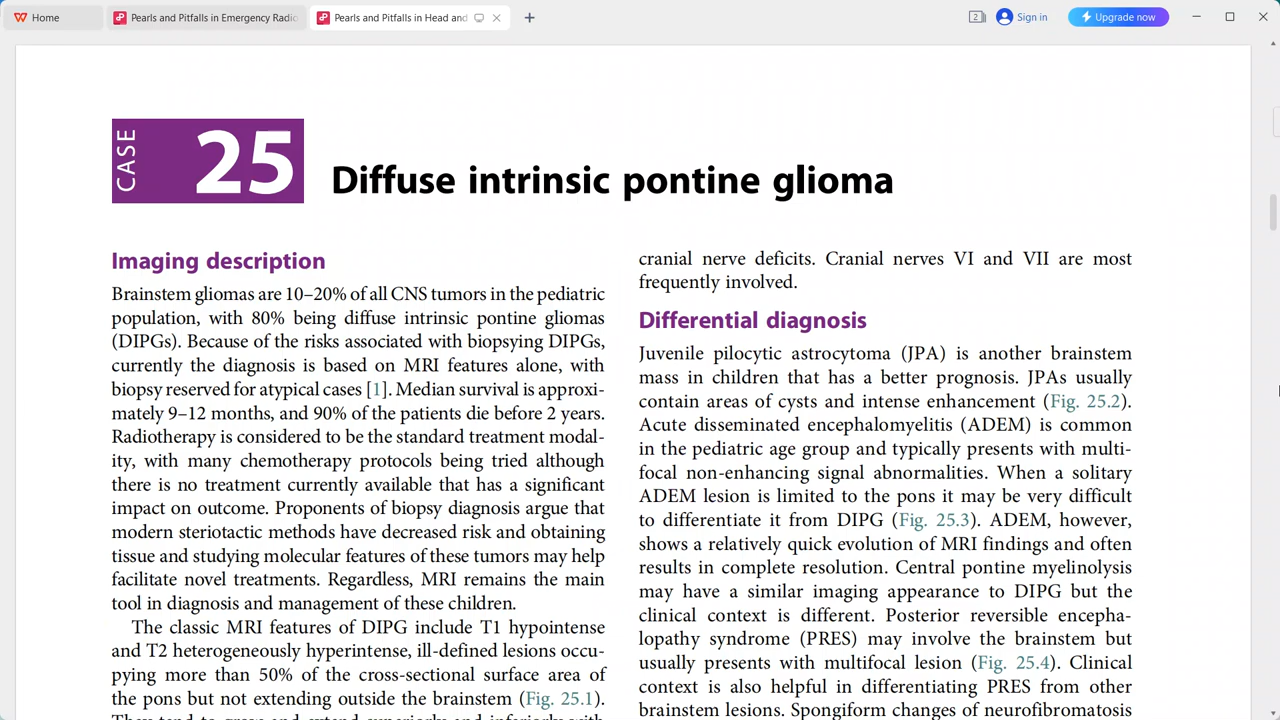 Home
Pearls and Pitfalls in Emergency Radio
Pearls and Pitfalls in Head and
2
Sign in
Upgrade now
CASE
25
Diffuse intrinsic pontine glioma
Imaging description
Brainstem gliomas are 10–20% of all CNS tumors in the pediatric
population, with 80% being diffuse intrinsic pontine gliomas
(DIPGs). Because of the risks associated with biopsying DIPGs,
currently the diagnosis is based on MRI features alone, with
biopsy reserved for atypical cases [1]. Median survival is approxi-
mately 9–12 months, and 90% of the patients die before 2 years.
Radiotherapy is considered to be the standard treatment modal-
ity, with many chemotherapy protocols being tried although
there is no treatment currently available that has a significant
impact on outcome. Proponents of biopsy diagnosis argue that
modern steriotactic methods have decreased risk and obtaining
tissue and studying molecular features of these tumors may help
facilitate novel treatments. Regardless, MRI remains the main
tool in diagnosis and management of these children.
The classic MRI features of DIPG include T1 hypointense
and T2 heterogeneously hyperintense, ill-defined lesions occu-
pying more than 50% of the cross-sectional surface area of
the pons but not extending outside the brainstem (Fig. 25.1).
They tend to grow and extend superiorly and inferiorly with
cranial nerve deficits. Cranial nerves VI and VII are most
frequently involved.
Differential diagnosis
Juvenile pilocytic astrocytoma (JPA) is another brainstem
mass in children that has a better prognosis. JPAs usually
contain areas of cysts and intense enhancement (Fig. 25.2).
Acute disseminated encephalomyelitis (ADEM) is common
in the pediatric age group and typically presents with multi-
focal non-enhancing signal abnormalities. When a solitary
ADEM lesion is limited to the pons it may be very difficult
to differentiate it from DIPG (Fig. 25.3). ADEM, however,
shows a relatively quick evolution of MRI findings and often
results in complete resolution. Central pontine myelinolysis
may have a similar imaging appearance to DIPG but the
clinical context is different. Posterior reversible encepha-
lopathy syndrome (PRES) may involve the brainstem but
usually presents with multifocal lesion (Fig. 25.4). Clinical
context is also helpful in differentiating PRES from other
brainstem lesions. Spongiform changes of neurofibromatosis